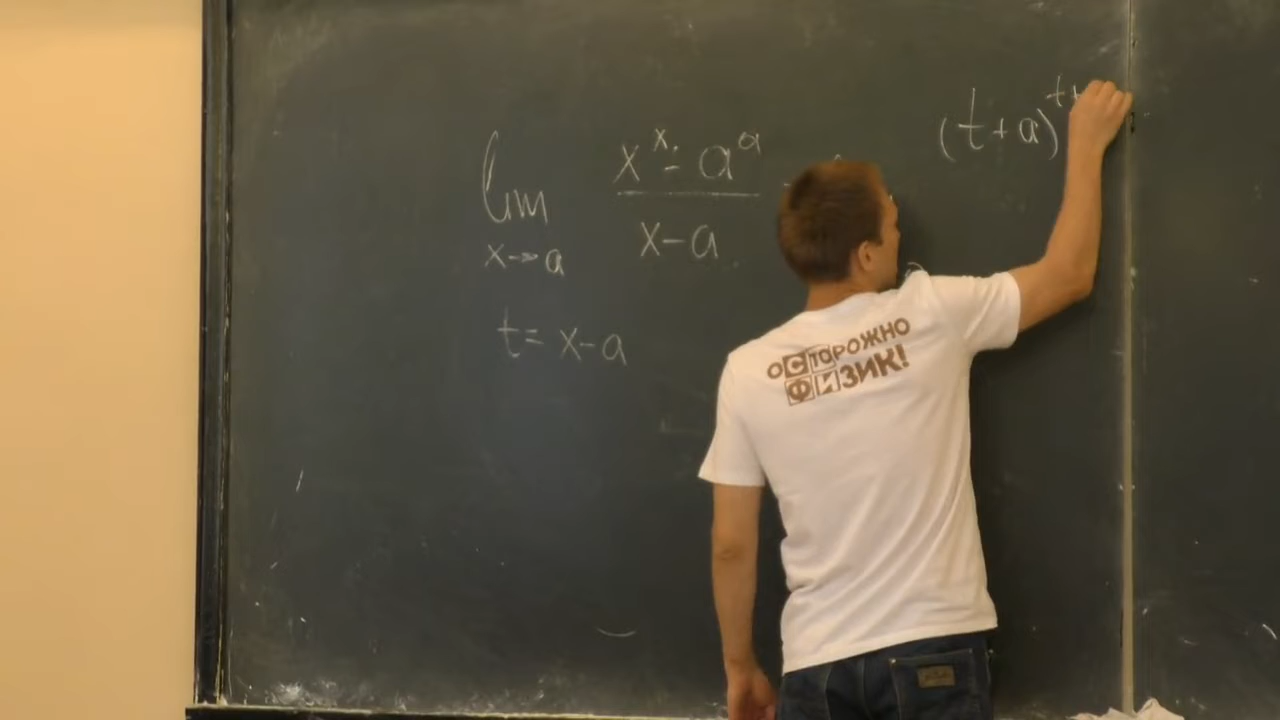 lim x→a (x^x - a^a)/(x-a)
(t+a)^t+
t = x-a
ОСТОРОЖНО
ФИЗИК!